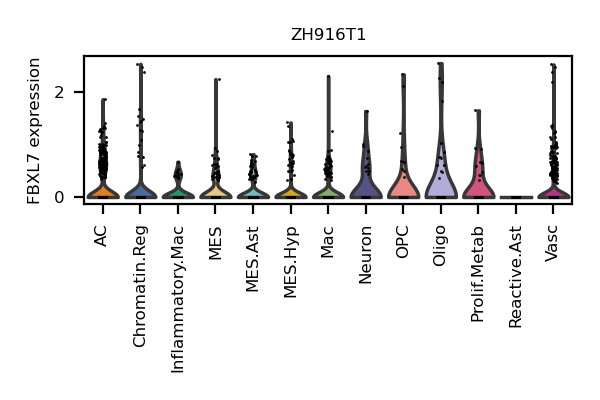 ZH916T1
FBXL7 expression
2
0
AC
Chromatin.Reg
Inflammatory.Mac
MES
MES.Ast
MES.Hyp
Mac
Neuron
OPC
Oligo
Prolif.Metab
Reactive.Ast
Vasc